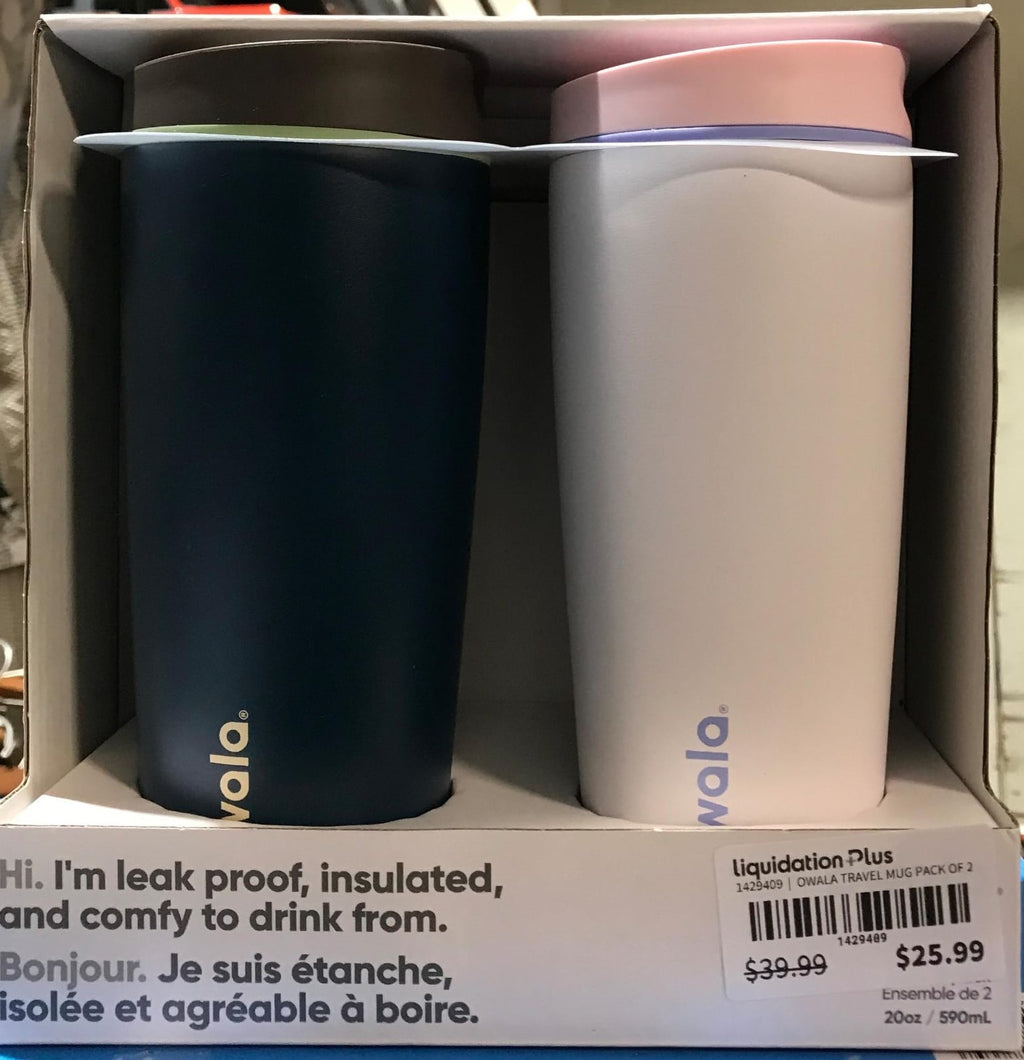 wala®
wala®
Hi. I'm leak proof, insulated,
and comfy to drink from.
Bonjour. Je suis étanche,
isolée et agréable à boire.
liquidation Plus
1429409 | OWALA TRAVEL MUG PACK OF 2
1429409
$39.99 $25.99
Ensemble de 2
20oz / 590mL